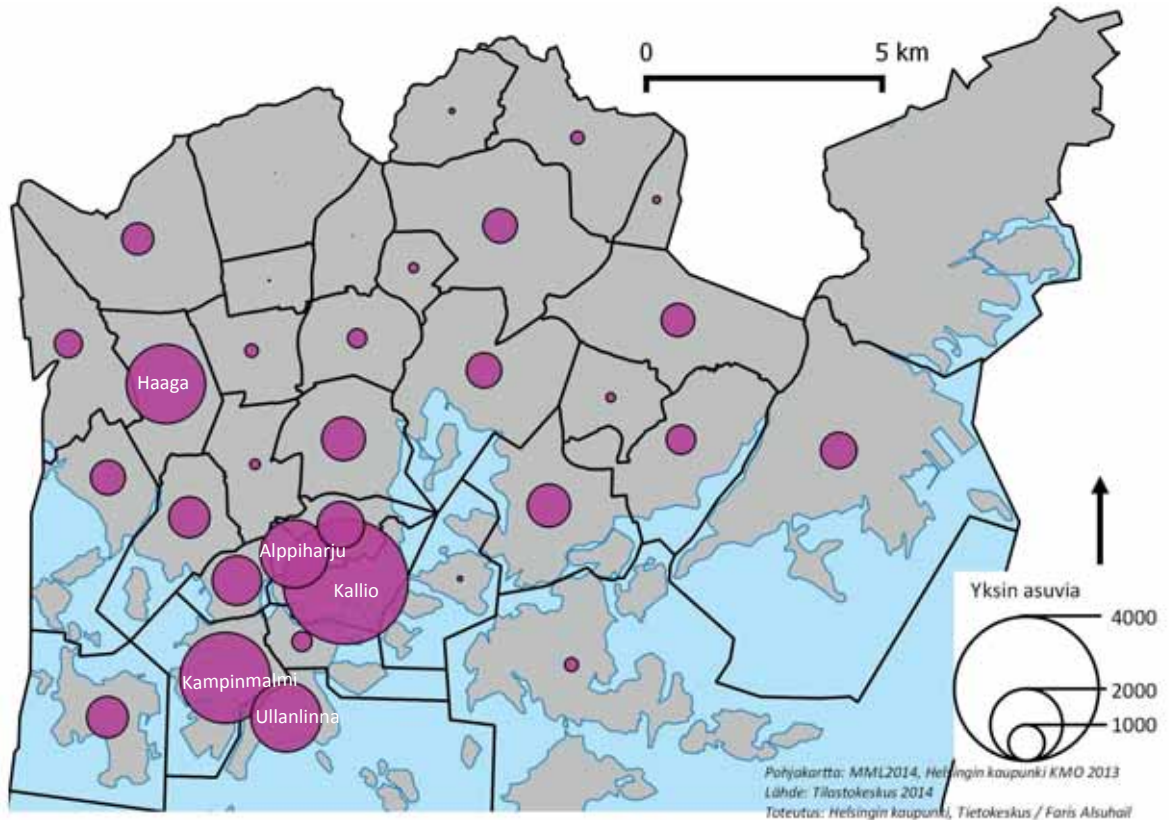 0 5 km
Haaga
Alppiharju
Kallio
Kampinmalmi
Ullanlinna
Yksin asuvia
4000
2000
1000
Pohjakartta: MML2014, Helsingin kaupunki KMO 2013
Lähde: Tilastokeskus 2014
Toteutus: Helsingin kaupunki, Tietokeskus / Faris Alsuhail